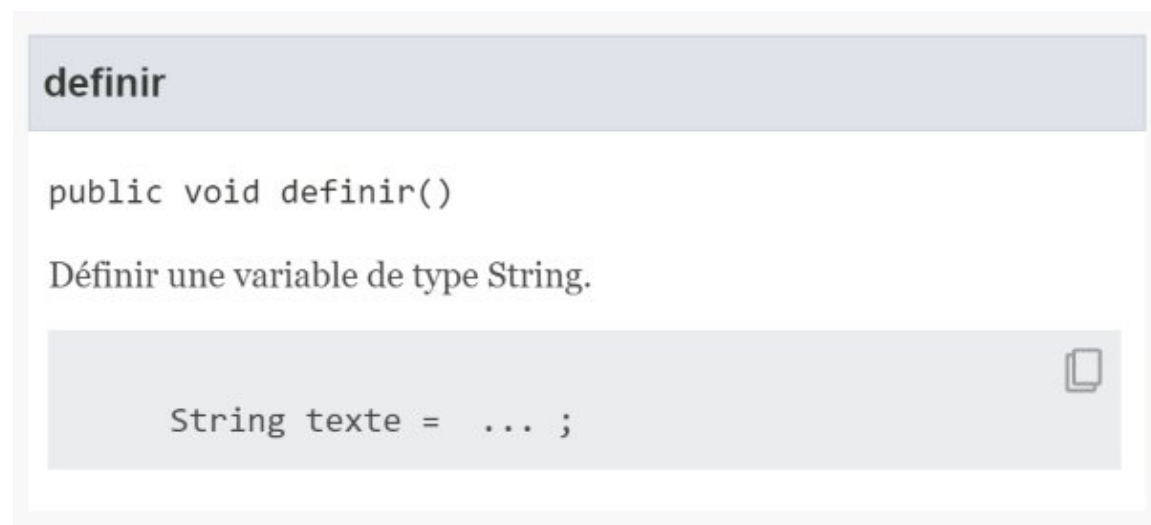 definir
public void definir()
Définir une variable de type String.
String texte =  ... ;